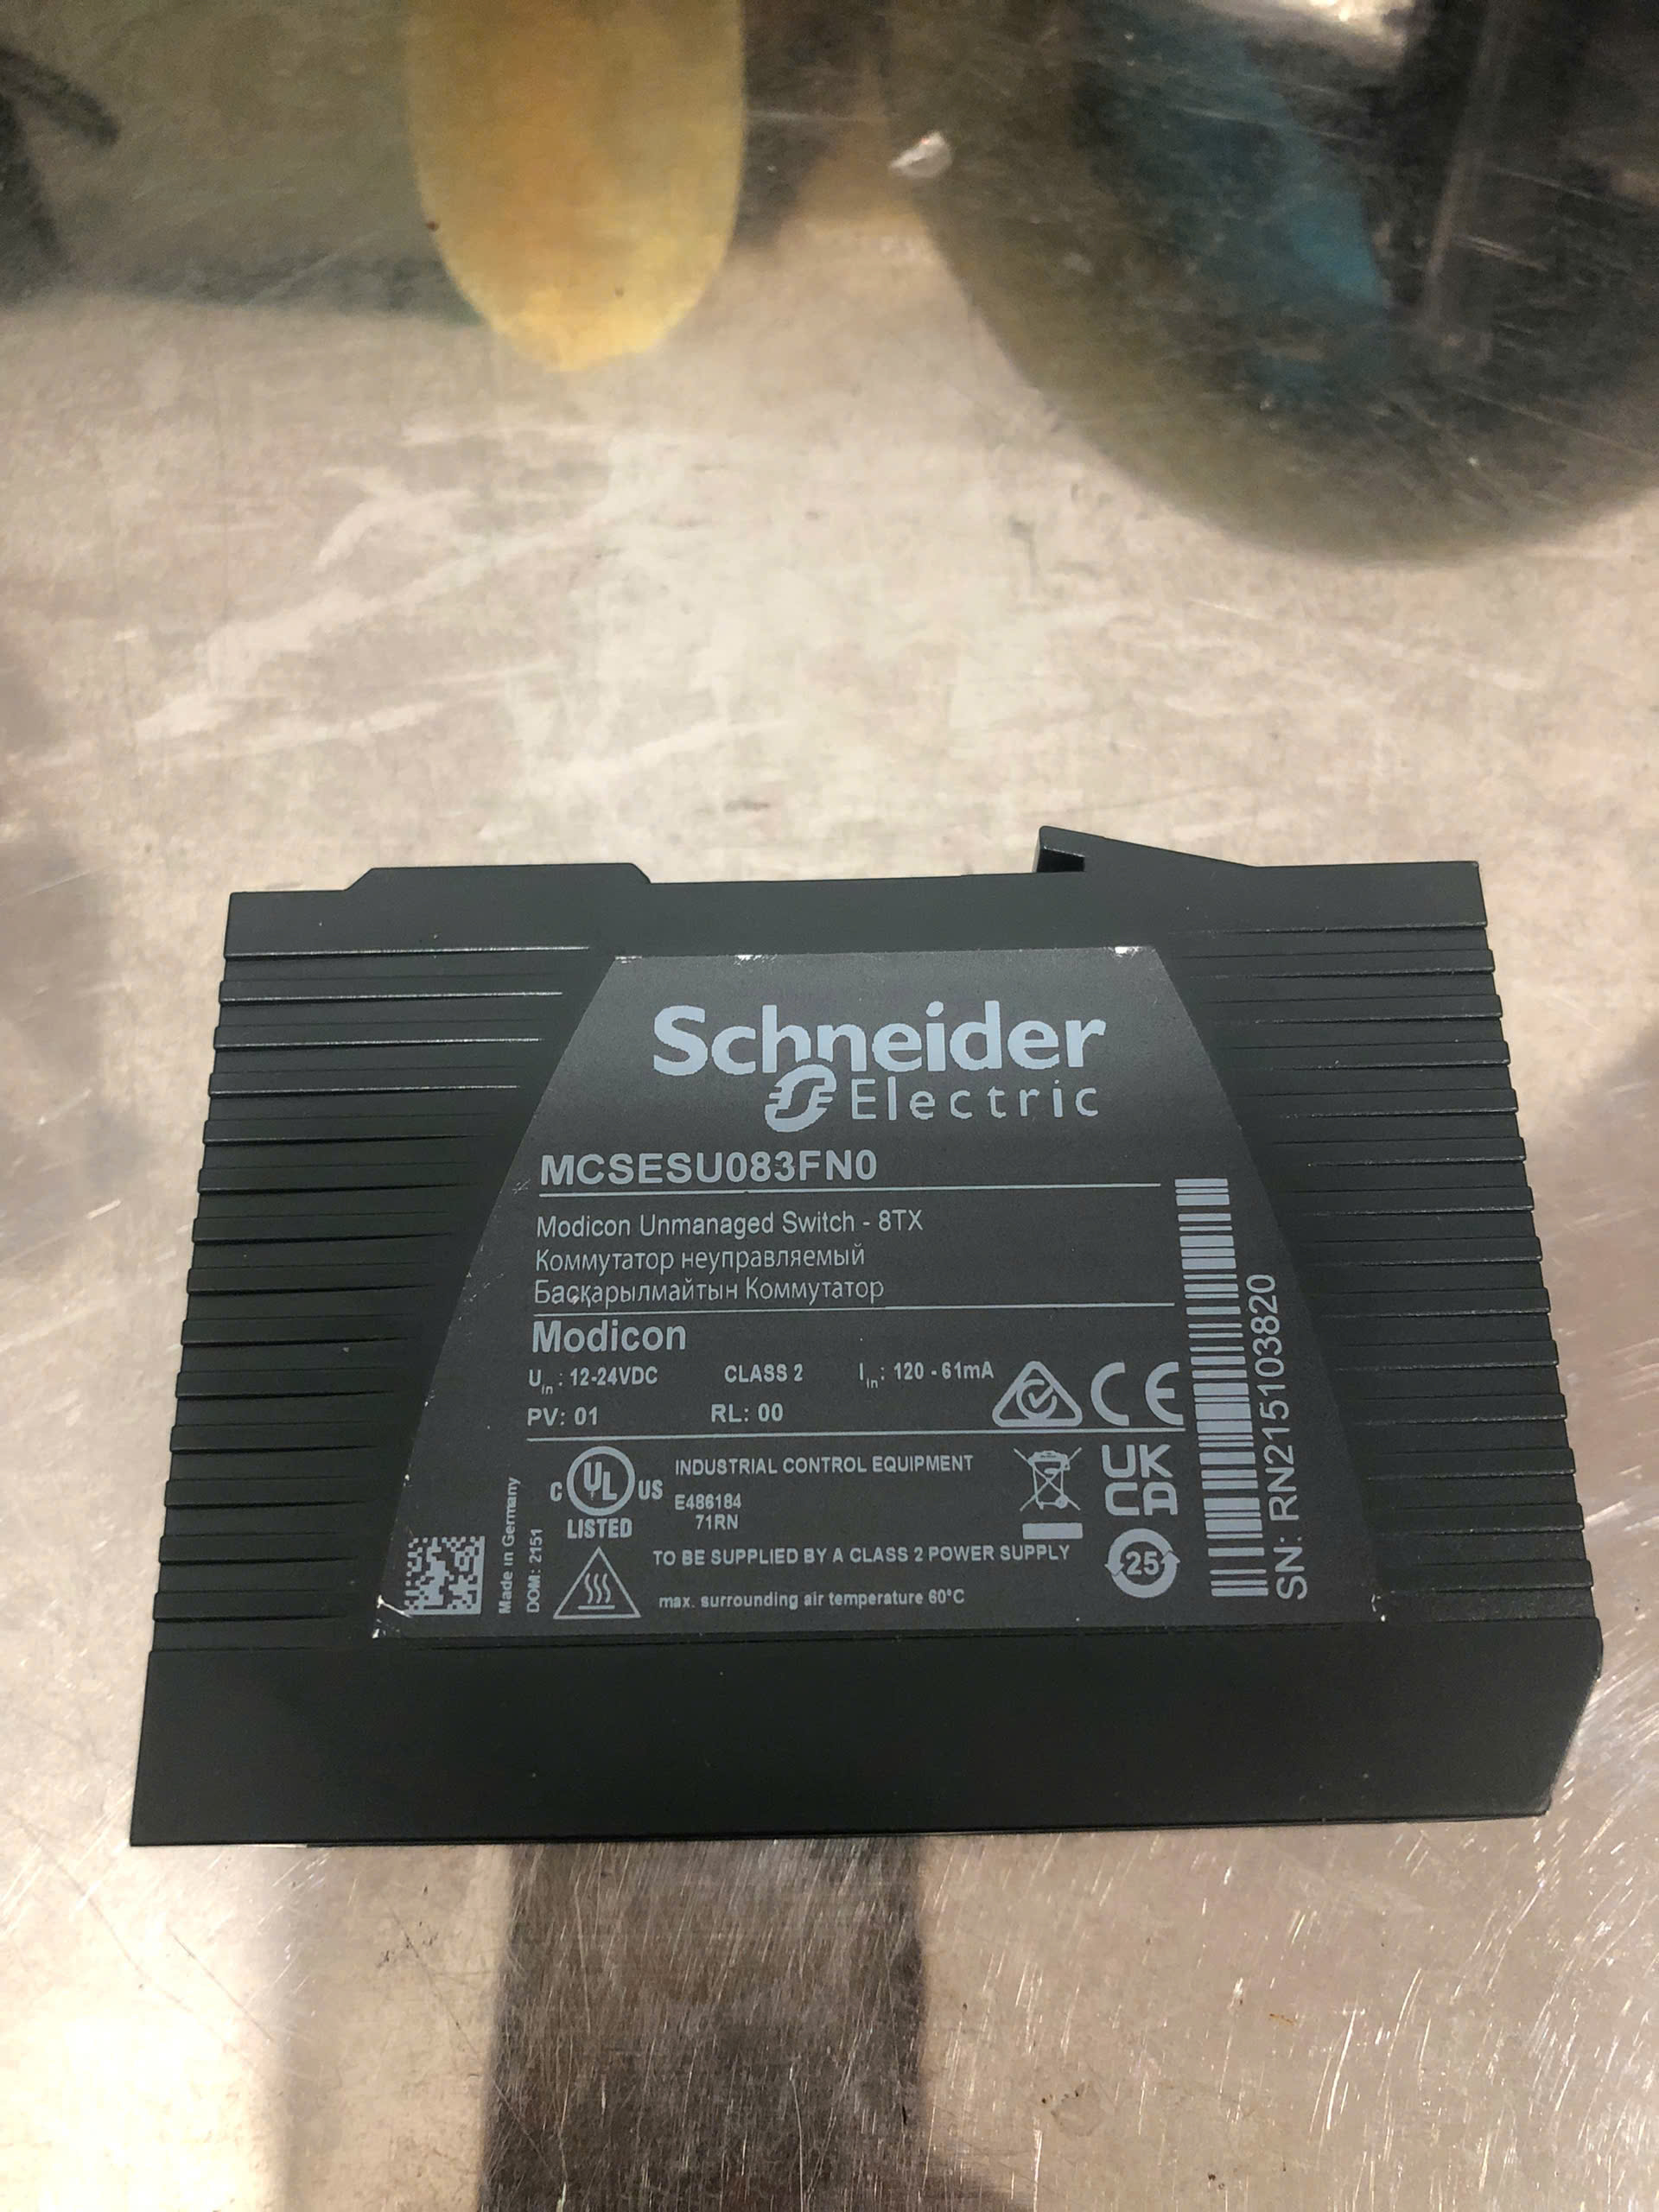 Schneider
Electric
MCSESU083FN0
Modicon Unmanaged Switch - 8TX
Коммутатор неуправляемый
Басқарылмайтын Коммутатор
Modicon
Uin : 12-24VDC CLASS 2 Iin: 120 - 61mA
PV: 01 RL: 00
CE
C UL US
LISTED
INDUSTRIAL CONTROL EQUIPMENT
E486184
71RN
UK
CA
TO BE SUPPLIED BY A CLASS 2 POWER SUPPLY
max. surrounding air temperature 60°C
25
Made in Germany
DOM: 2151
SN: RN2151103820